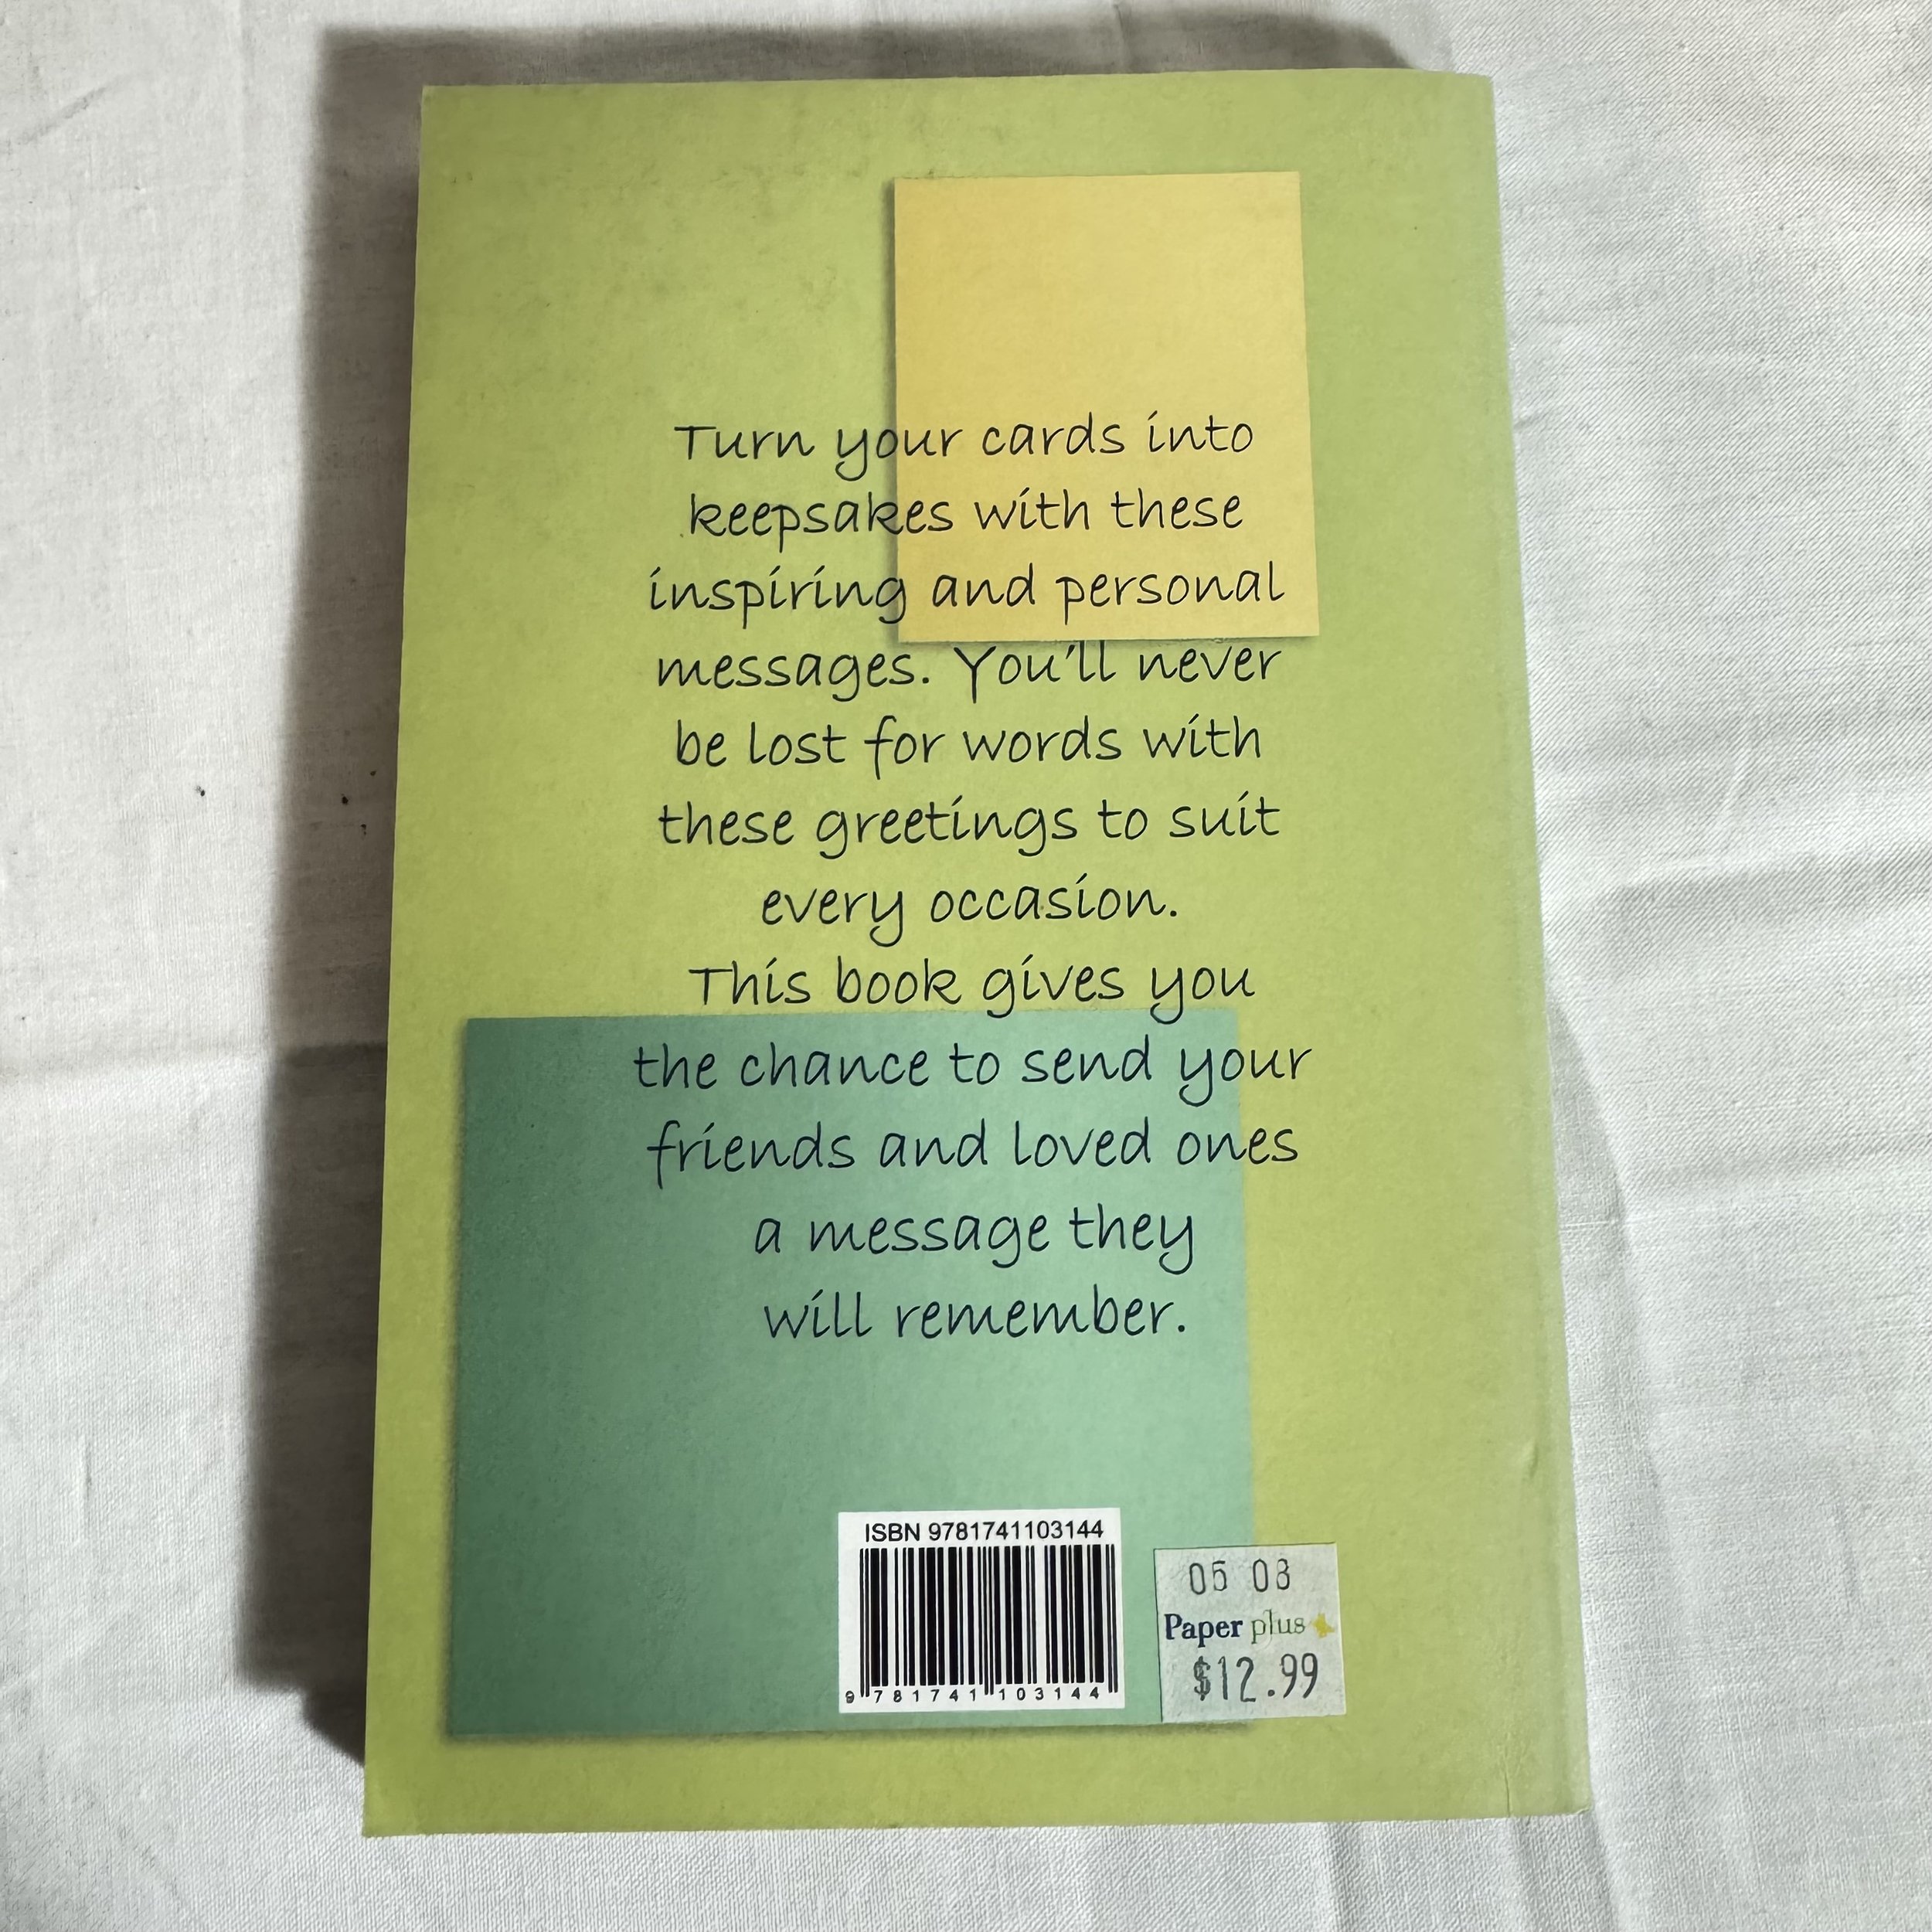 Turn your cards into
keepsakes with these
inspiring and personal
messages. You'll never
be lost for words with
these greetings to suit
every occasion.
This book gives you
the chance to send your
friends and loved ones
a message they
will remember.
ISBN 9781741103144
9 781741 103144
05 08
Paper plus
$12.99